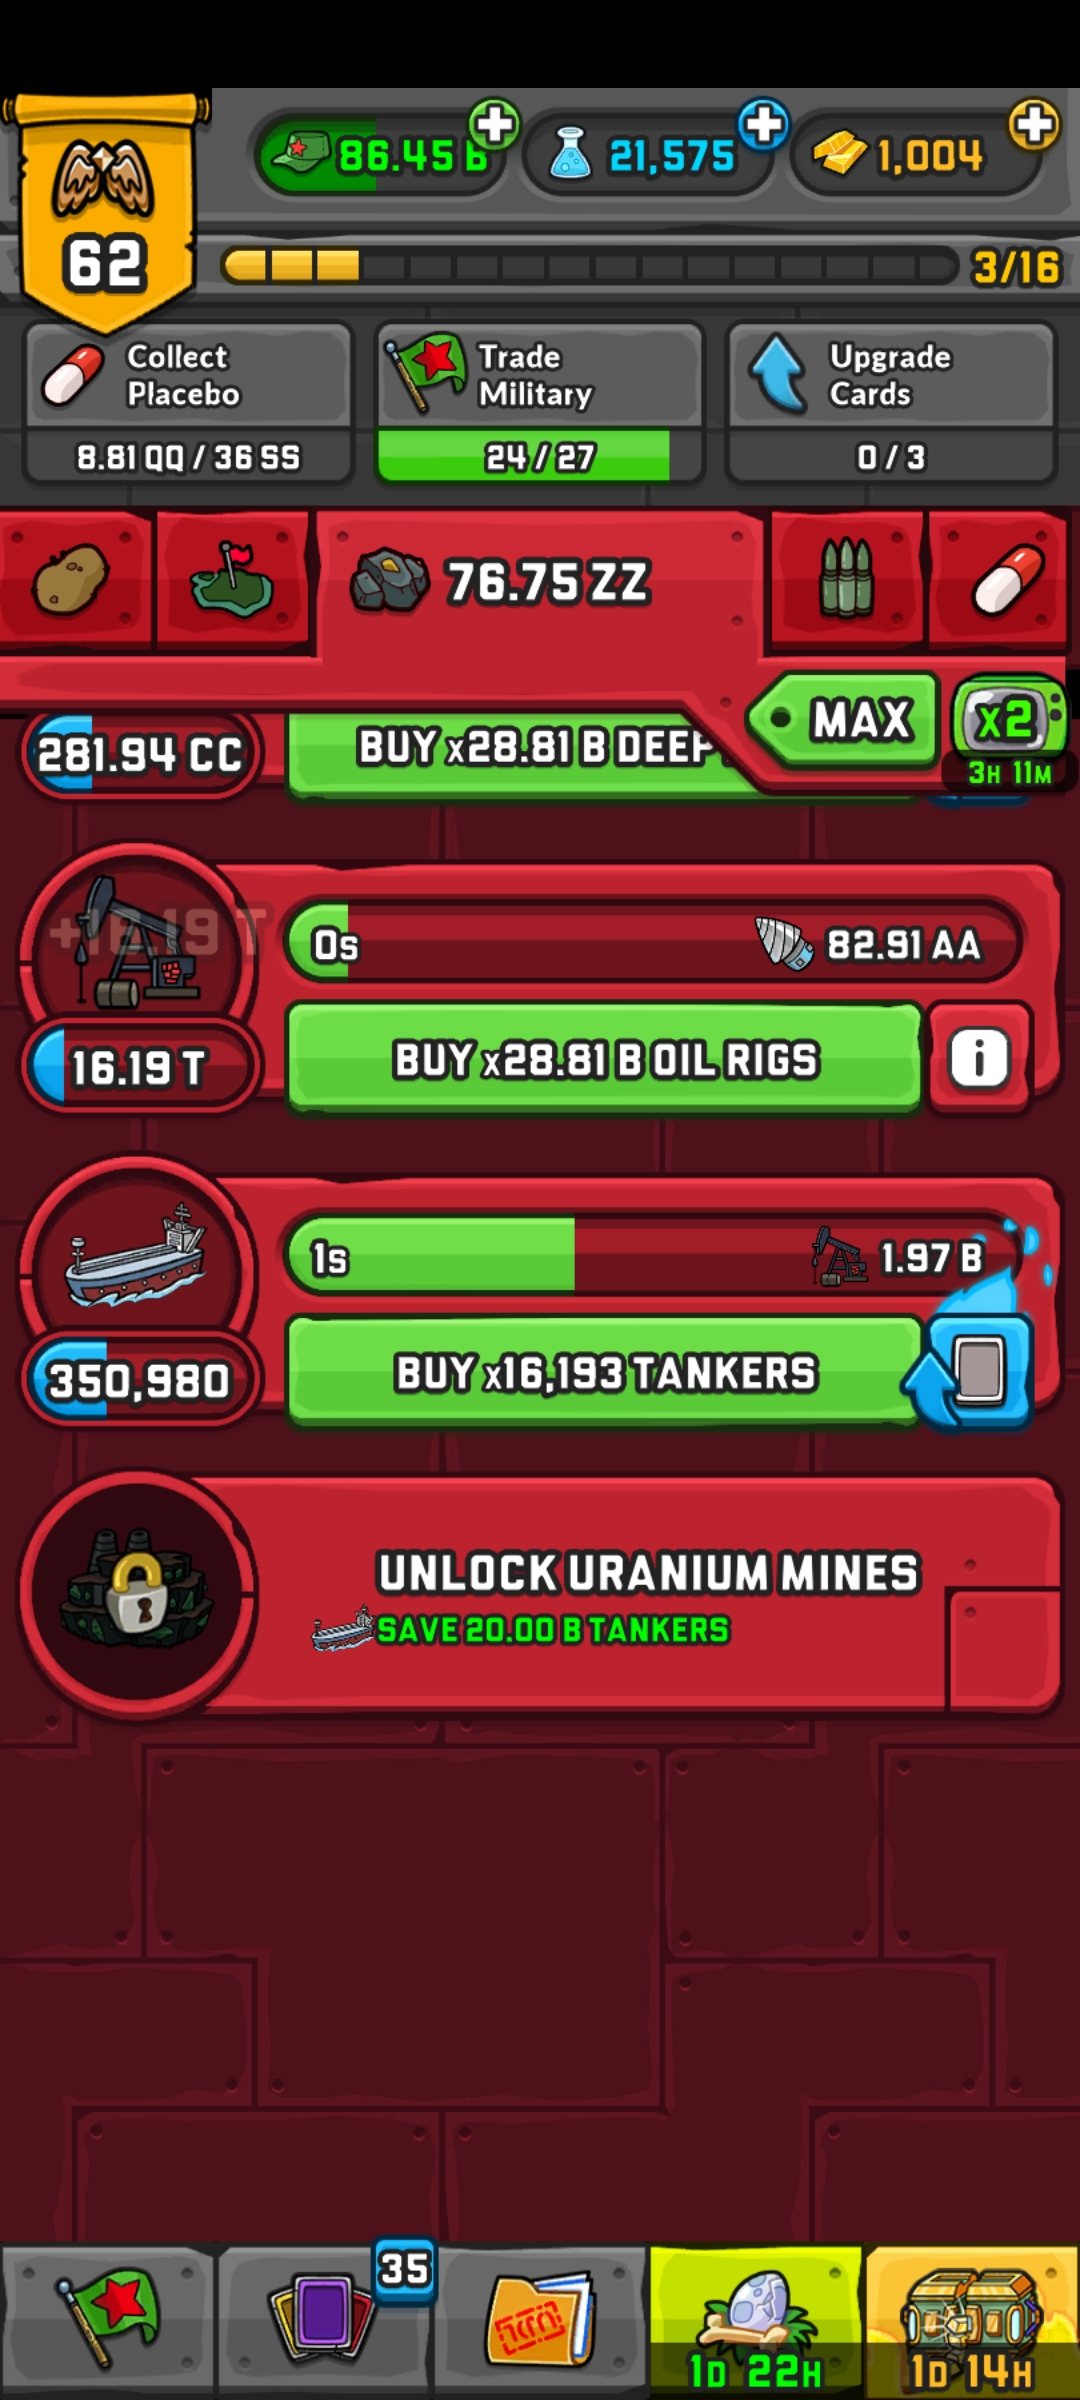 86.45 B
21,575
1,004
62
3/16
Collect
Placebo
Trade
Military
Upgrade
Cards
8.81 QQ / 36 SS
24 / 27
0 / 3
76.75 ZZ
MAX
x2
3H 11M
281.94 CC
BUY x28.81 B DEEP
+16.19 T
0s
82.91 AA
16.19 T
BUY x28.81 B OIL RIGS
i
1s
1.97 B
350,980
BUY x16,193 TANKERS
UNLOCK URANIUM MINES
SAVE 20.00 B TANKERS
35
1D 22H
1D 14H